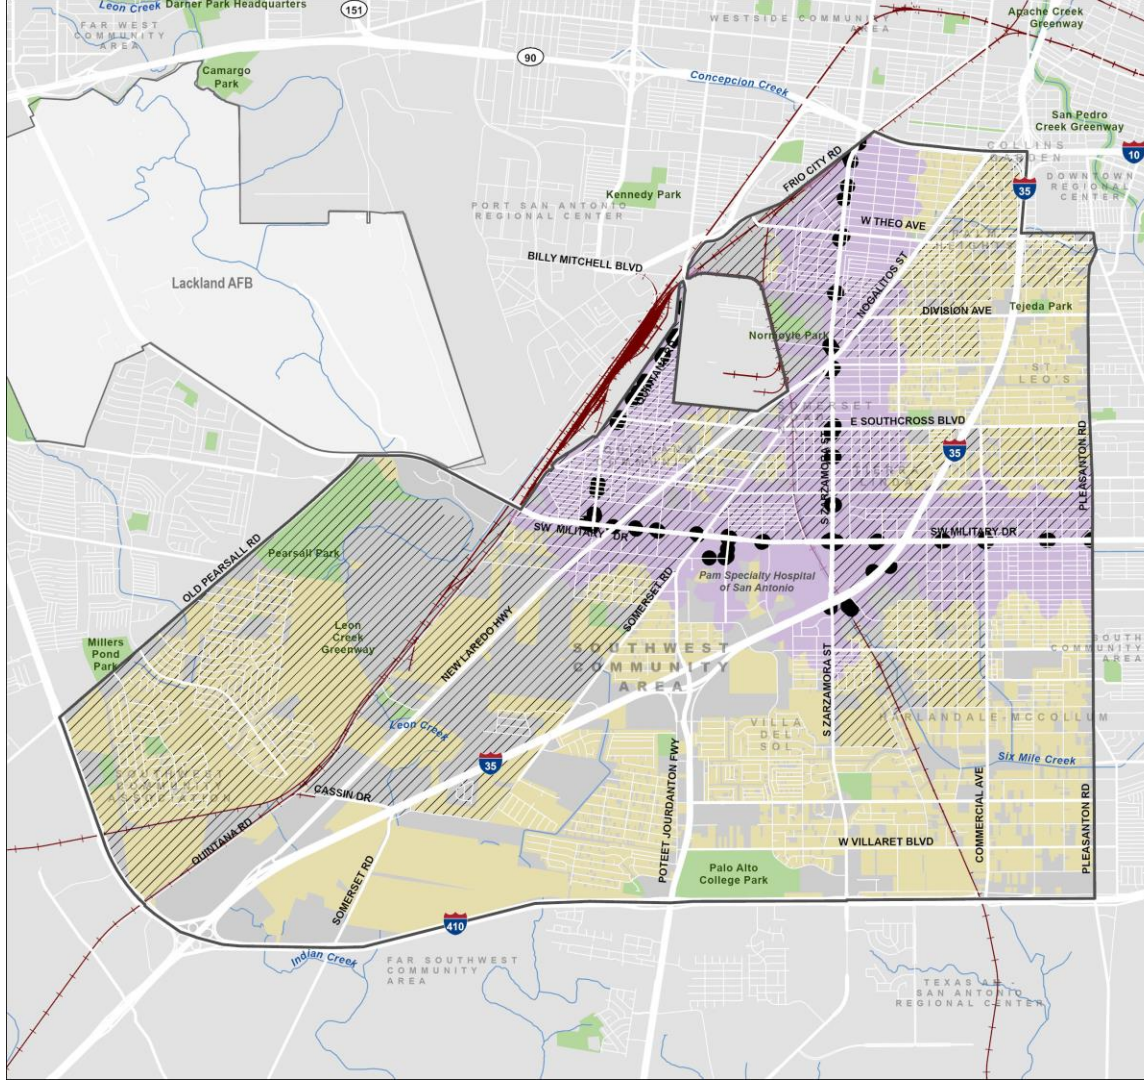 Leon Creek
Darner Park Headquarters
151
FAR WEST
COMMUNITY
AREA
WESTSIDE COMMUNITY
AREA
Apache Creek
Greenway
90
Camargo
Park
Concepcion Creek
San Pedro
Creek Greenway
COLLINS
GARDEN
10
FRIO CITY RD
35
DOWNTOWN
REGIONAL
CENTER
Kennedy Park
PORT SAN ANTONIO
REGIONAL CENTER
W THEO AVE
BILLY MITCHELL BLVD
NOGALITOS ST
Lackland AFB
DIVISION AVE
Tejeda Park
Normoyle Park
QUINTANA RD
ST.
LEO'S
SOMERSET
E SOUTHCROSS BLVD
35
S ZARZAMORA ST
PLEASANTON RD
SW MILITARY DR
SW MILITARY DR
OLD PEARSALL RD
Pearsall Park
Pam Specialty Hospital
of San Antonio
SOMERSET RD
NEW LAREDO HWY
Leon
Creek
Greenway
Millers
Pond
Park
SOUTHWEST
COMMUNITY
AREA
SOUTH
COMMUNITY
AREA
S ZARZAMORA ST
Leon Creek
VILLA
DEL
SOL
HARLANDALE-MCCOLLUM
Six Mile Creek
35
SOUTHWEST
COMMUNITY
ASSOCIATION
CASSIN DR
POTEET JOURDANTON FWY
COMMERCIAL AVE
PLEASANTON RD
QUINTANA RD
W VILLARET BLVD
SOMERSET RD
Palo Alto
College Park
410
Indian Creek
FAR SOUTHWEST
COMMUNITY
AREA
TEXAS A
SAN ANTONIO
REGIONAL CENTER